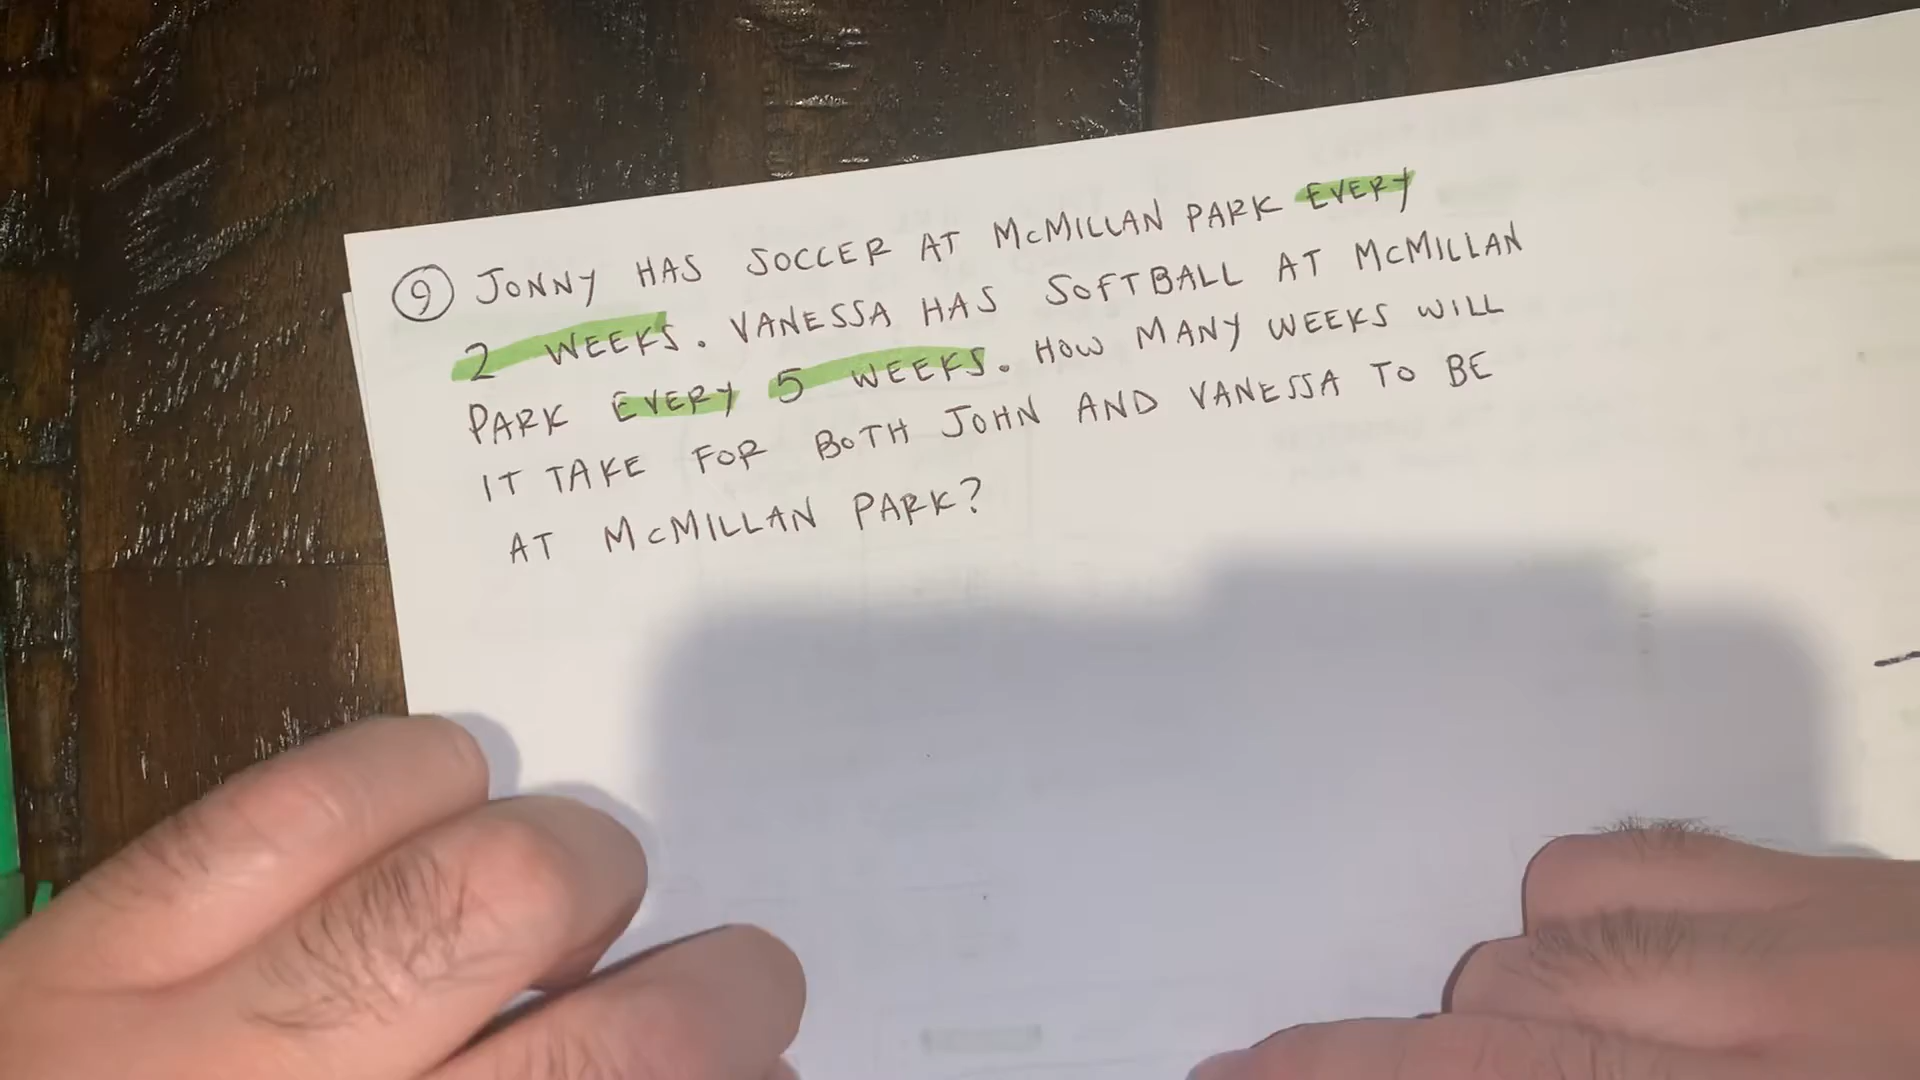 9 JONNY HAS SOCCER AT McMILLAN PARK EVERY
2 WEEKS. VANESSA HAS SOFTBALL AT McMILLAN
PARK EVERY 5 WEEKS. HOW MANY WEEKS WILL
IT TAKE FOR BOTH JOHN AND VANESSA TO BE
AT McMILLAN PARK?